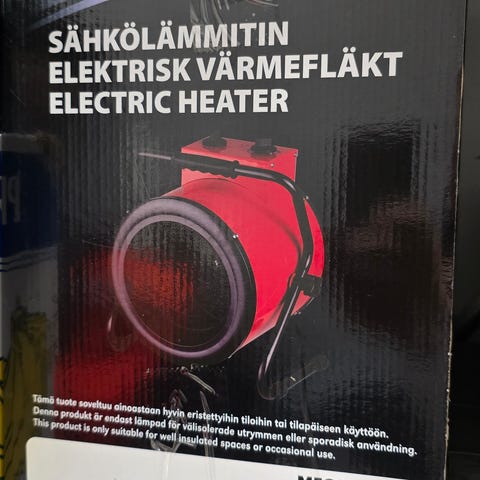 SÄHKÖLÄMMITIN
ELEKTRISK VÄRMEFLÄKT
ELECTRIC HEATER
Tämä tuote soveltuu ainoastaan hyvin eristettyihin tiloihin tai tilapäiseen käyttöön.
Denna produkt är endast lämpad för välisolerade utrymmen eller sporadisk användning.
This product is only suitable for well insulated spaces or occasional use.